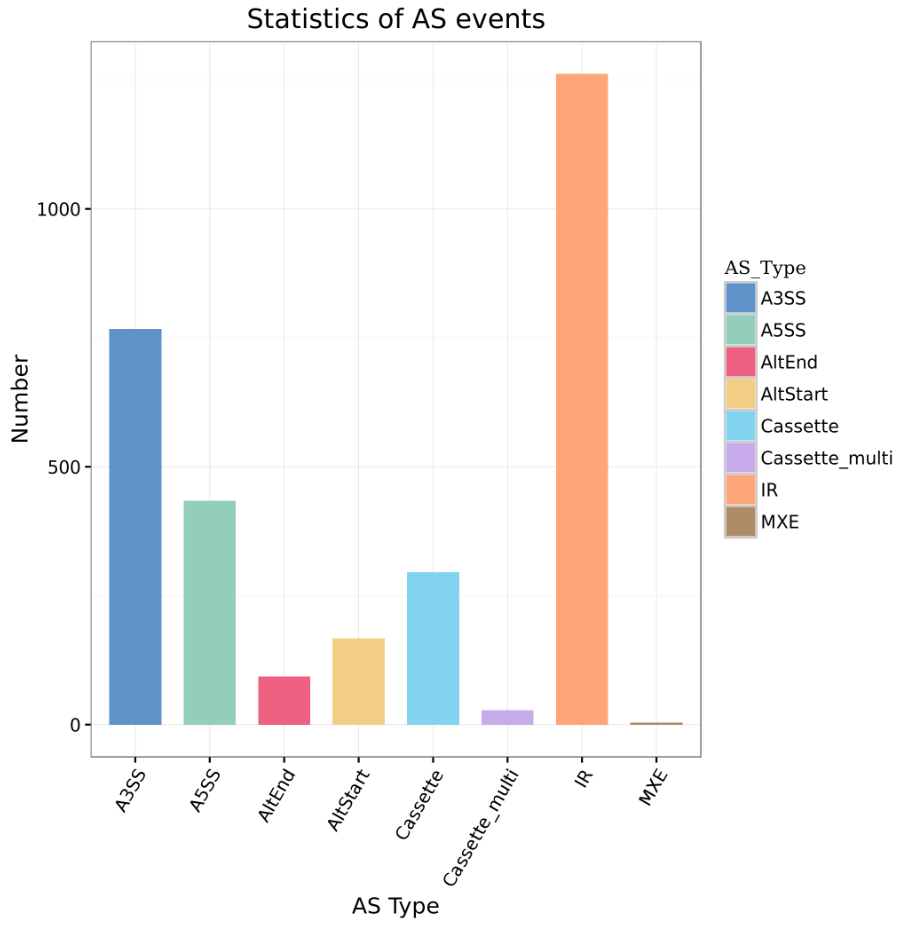 Statistics of AS events
Number
1000
500
0
A3SS
A5SS
AltEnd
AltStart
Cassette
Cassette_multi
IR
MXE
AS Type
AS_Type
A3SS
A5SS
AltEnd
AltStart
Cassette
Cassette_multi
IR
MXE